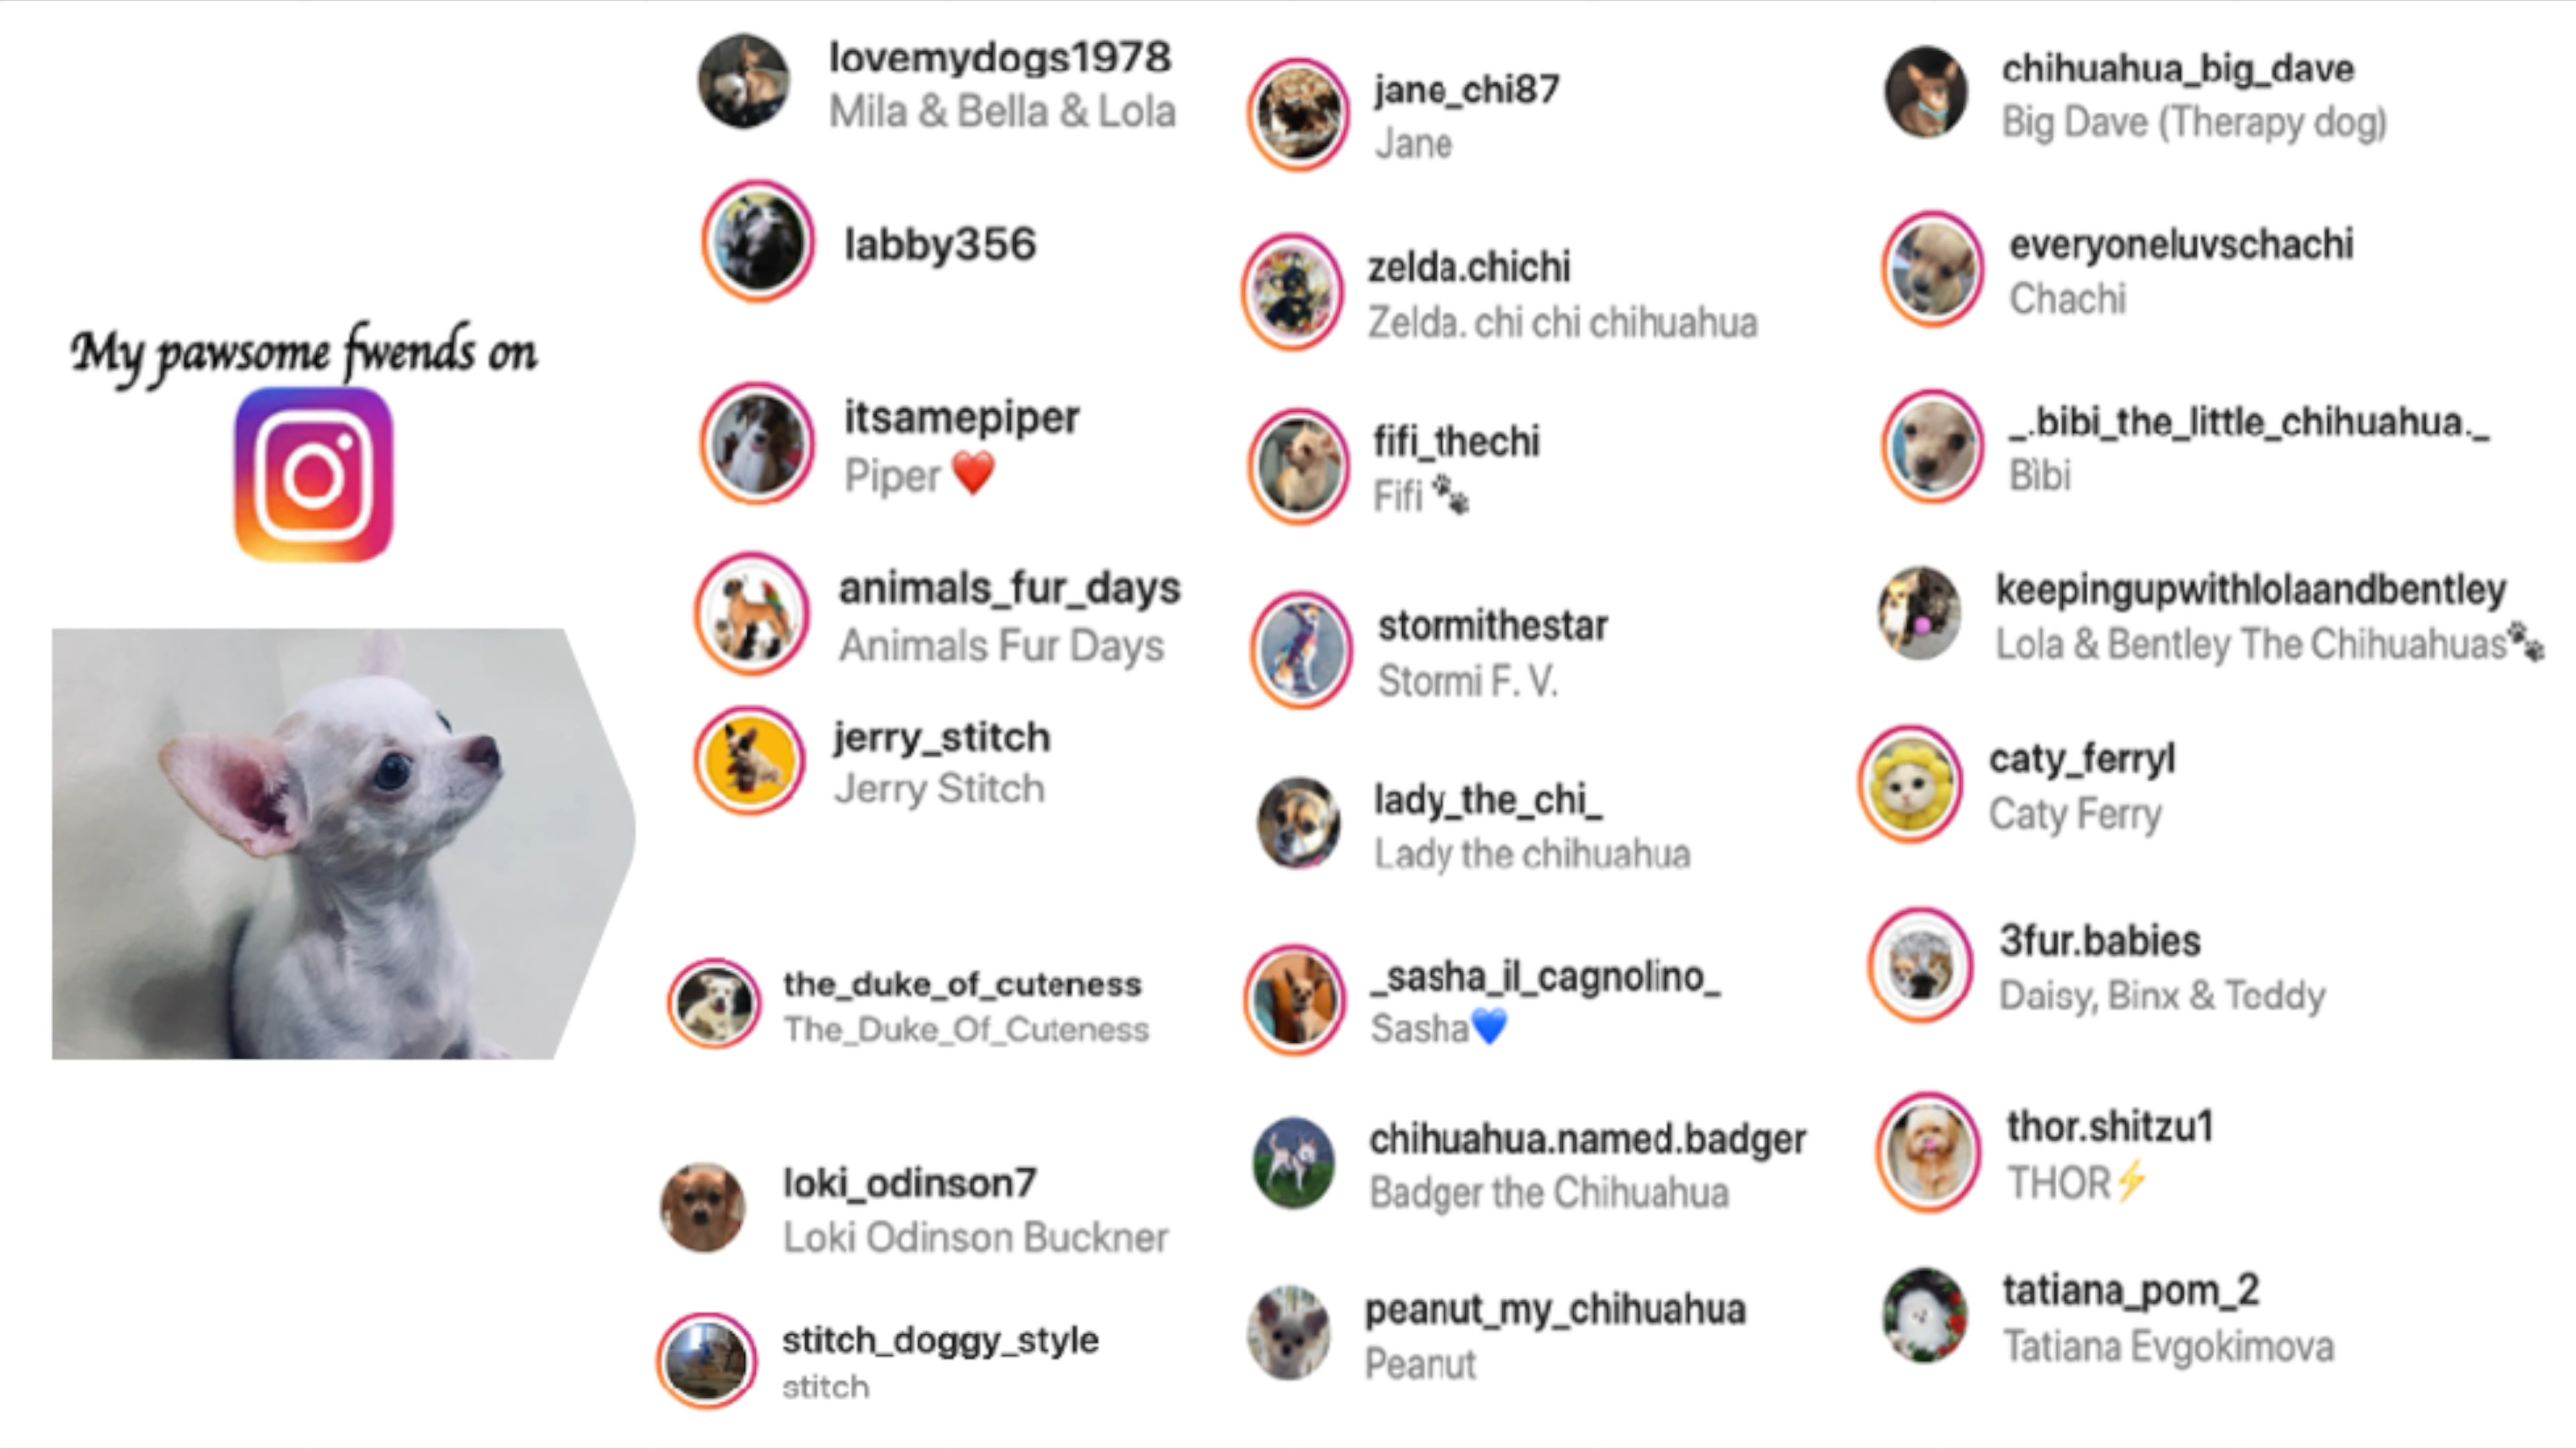 My pawsome fwends on
lovemydogs1978
Mila & Bella & Lola
labby356
itsamepiper
Piper ❤️
animals_fur_days
Animals Fur Days
jerry_stitch
Jerry Stitch
the_duke_of_cuteness
The_Duke_Of_Cuteness
loki_odinson7
Loki Odinson Buckner
stitch_doggy_style
stitch
jane_chi87
Jane
zelda.chichi
Zelda. chi chi chihuahua
fifi_thechi
Fifi 🐾
stormithestar
Stormi F. V.
lady_the_chi_
Lady the chihuahua
_sasha_il_cagnolino_
Sasha💙
chihuahua.named.badger
Badger the Chihuahua
peanut_my_chihuahua
Peanut
chihuahua_big_dave
Big Dave (Therapy dog)
everyoneluvschachi
Chachi
_.bibi_the_little_chihuahua._
Bìbi
keepingupwithlolaandbentley
Lola & Bentley The Chihuahuas🐾
caty_ferryl
Caty Ferry
3fur.babies
Daisy, Binx & Teddy
thor.shitzu1
THOR⚡
tatiana_pom_2
Tatiana Evgokimova